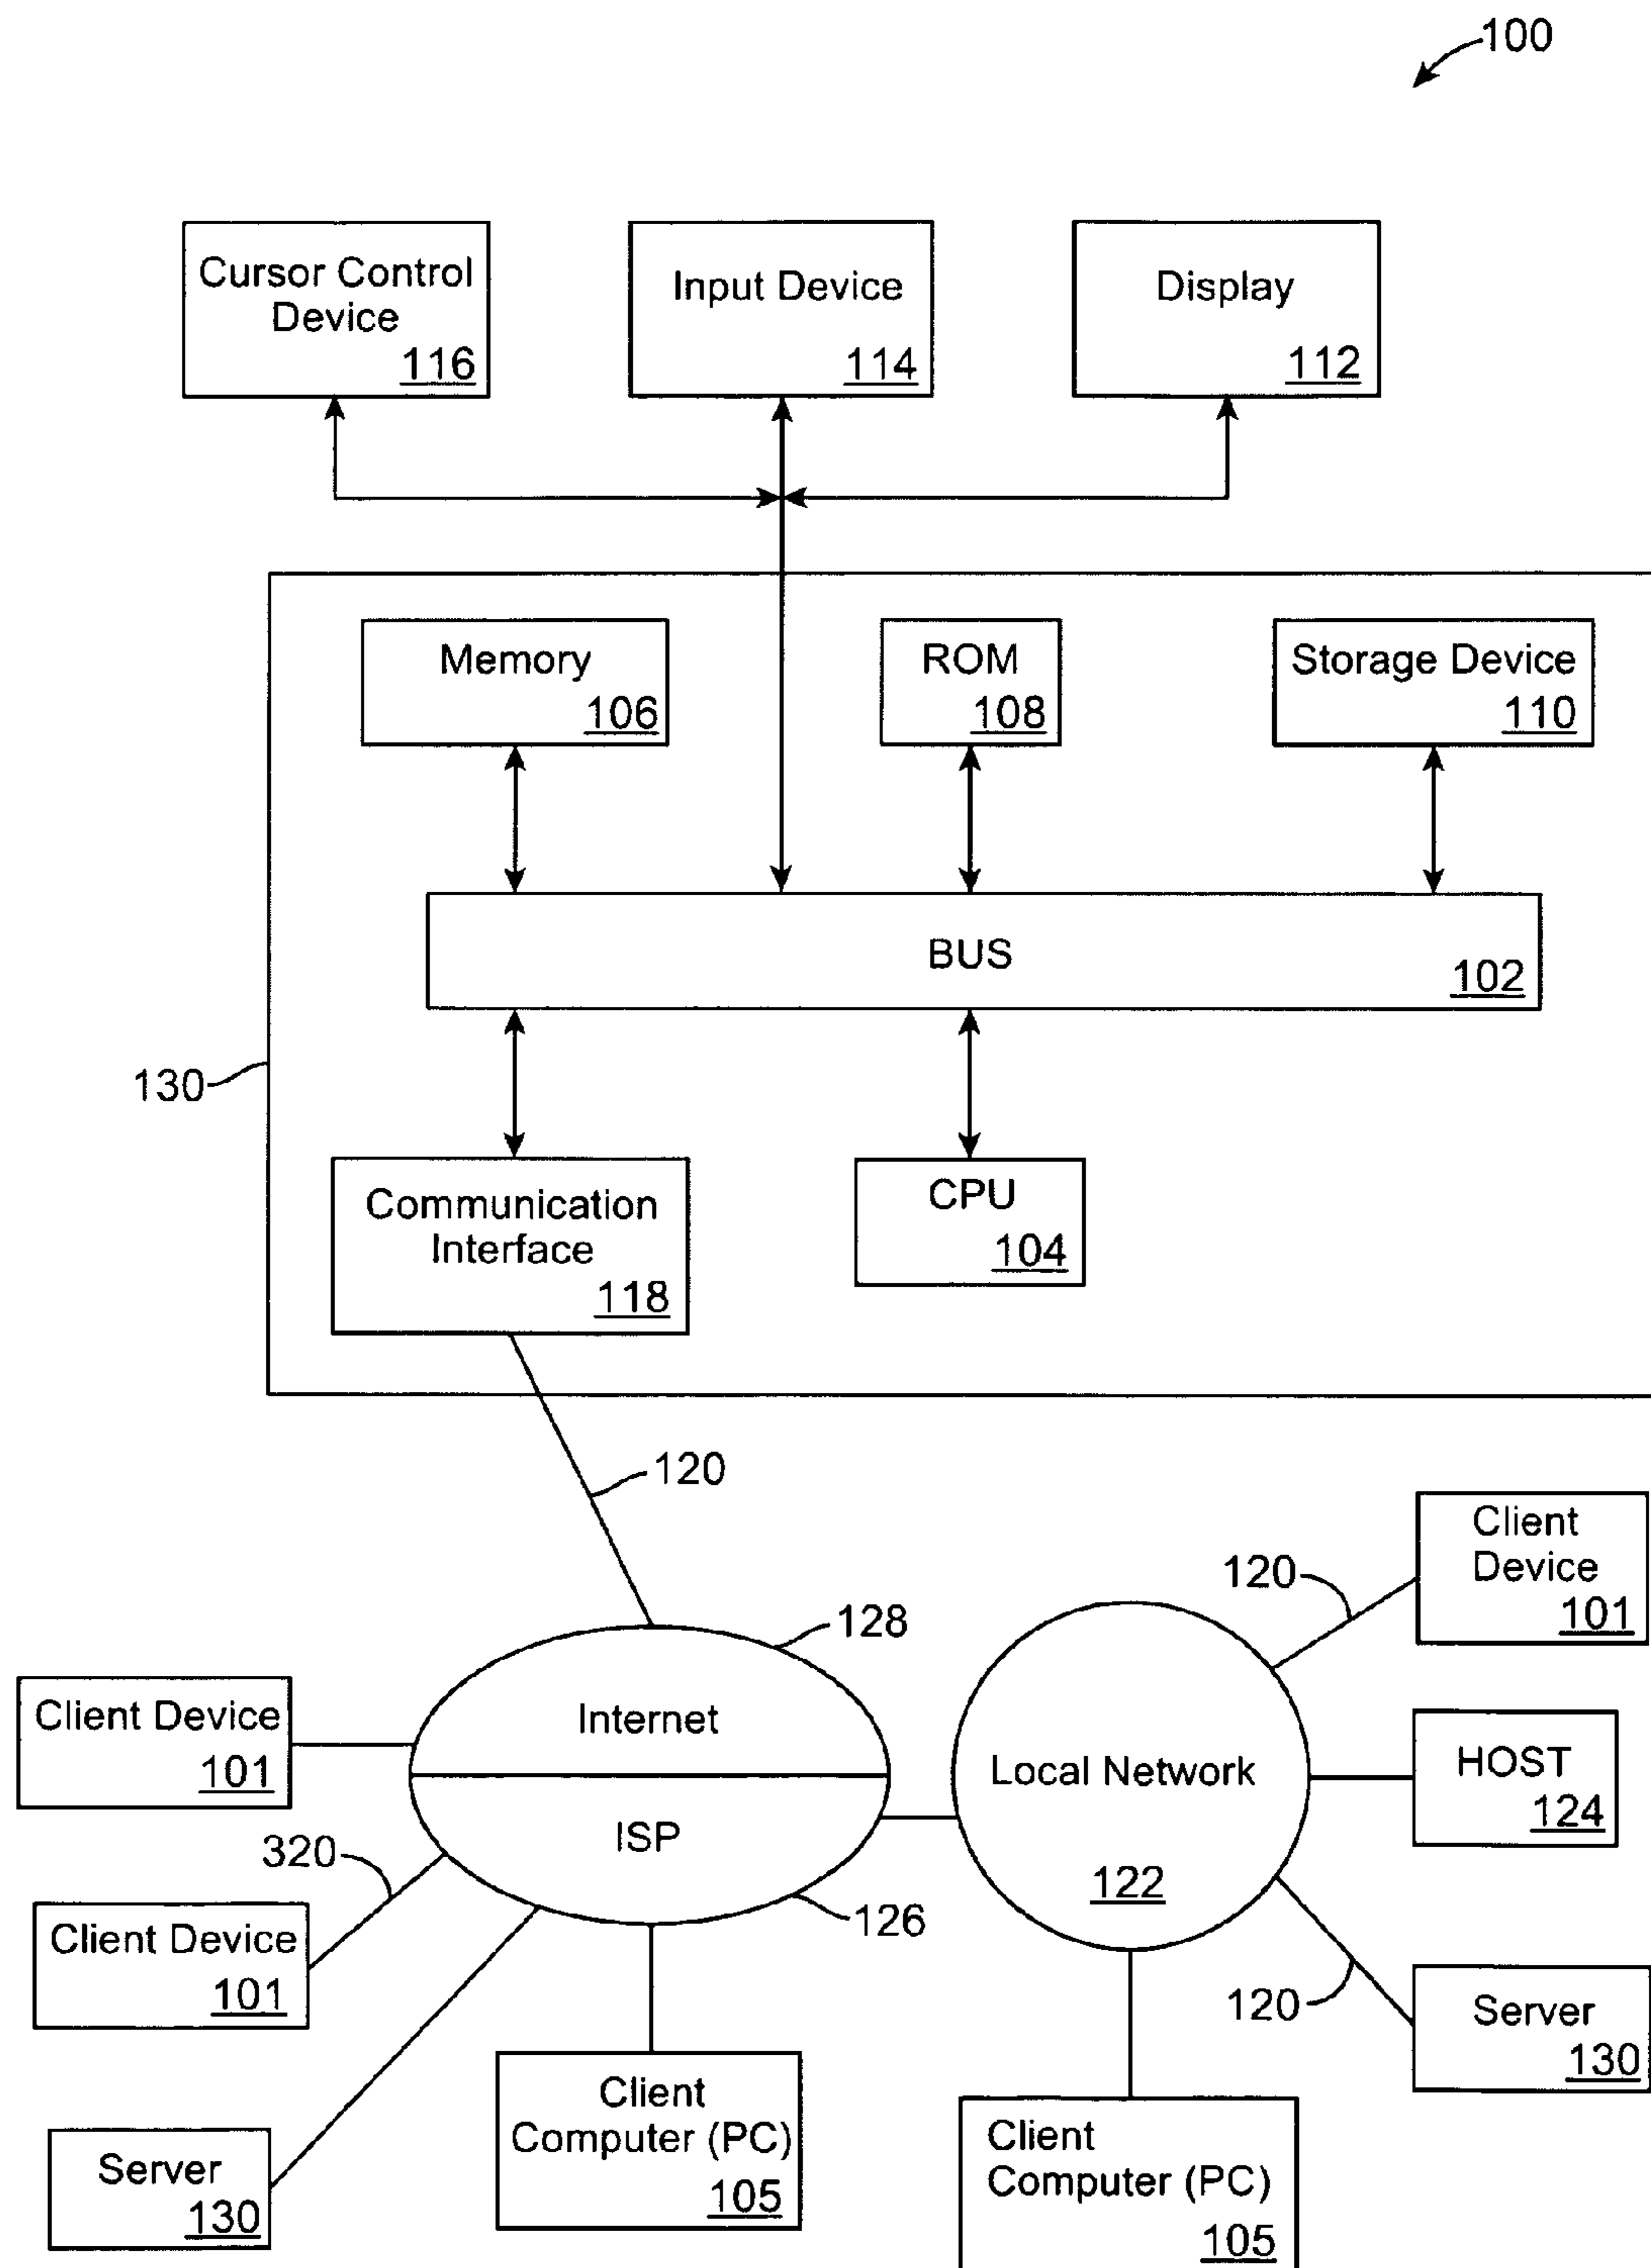 100
Cursor Control
Device
116
Input Device
114
Display
112
Memory
106
ROM
108
Storage Device
110
BUS
102
130
Communication
Interface
118
CPU
104
120
Client
Device
101
120
128
Internet
Client Device
101
Local Network
122
HOST
124
ISP
320
126
Client Device
101
120
Server
130
Client
Computer (PC)
105
Client
Computer (PC)
105
Server
130